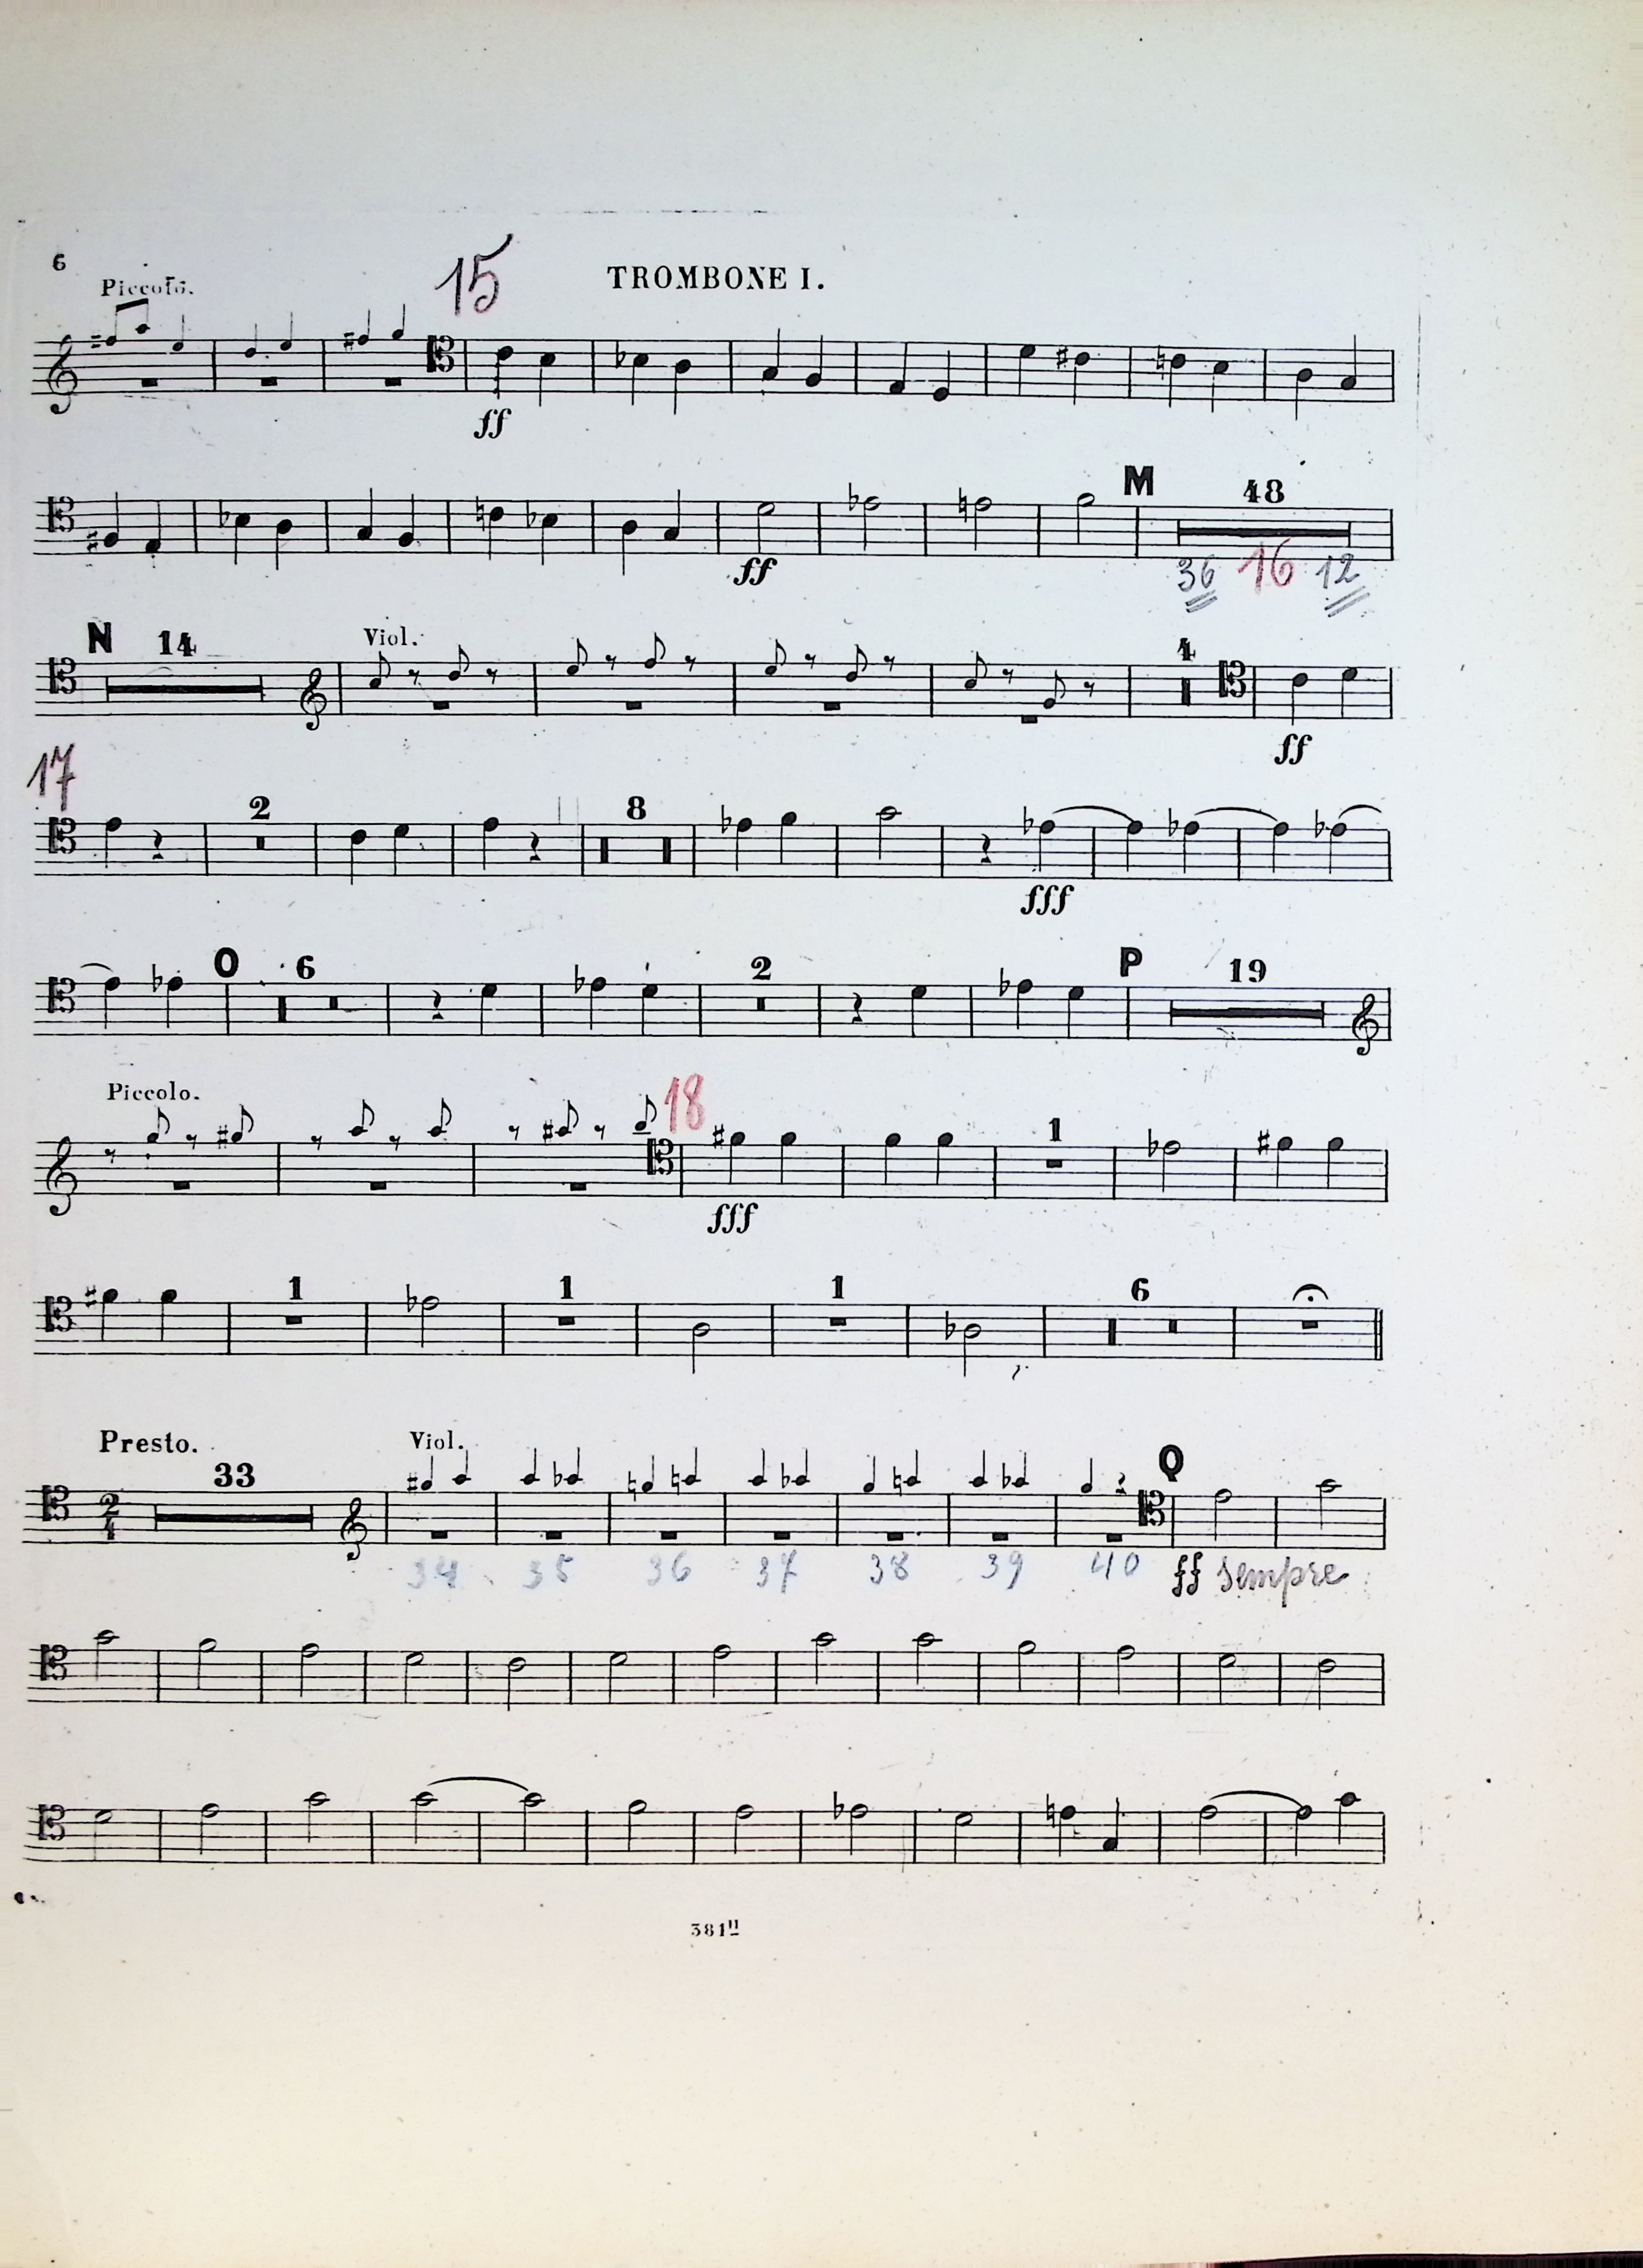 6
Piccolo.
15
TROMBONE I.
ff
M
48
ff
36 16 12
N 14
Viol.
4
ff
17
2
8
fff
O 6
2
P
19
Piccolo.
18
1
fff
1
1
1
6
Presto.
33
Viol.
Q
2
4
34 35 36 37 38 39 40 ff sempre